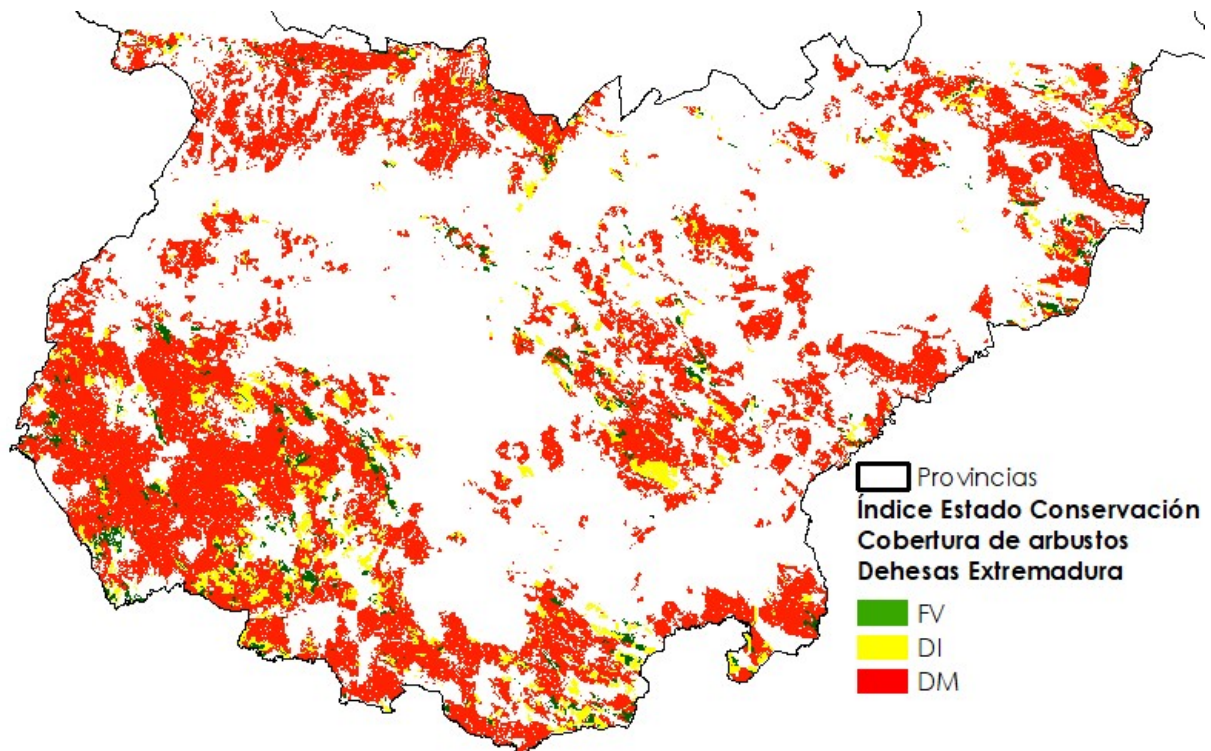 Provincias
Índice Estado Conservación
Cobertura de arbustos
Dehesas Extremadura
FV
DI
DM